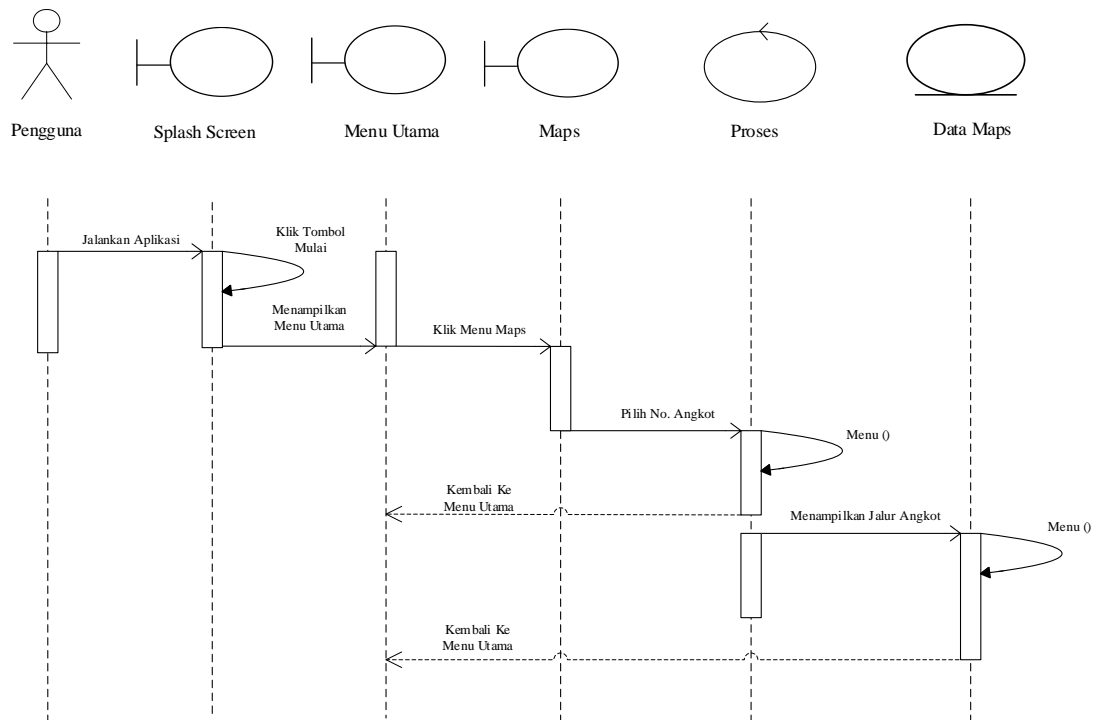 Pengguna
Splash Screen
Menu Utama
Maps
Proses
Data Maps
Jalankan Aplikasi
Klik Tombol
Mulai
Menampilkan
Menu Utama
Klik Menu Maps
Pilih No. Angkot
Menu ()
Kembali Ke
Menu Utama
Menampilkan Jalur Angkot
Menu ()
Kembali Ke
Menu Utama